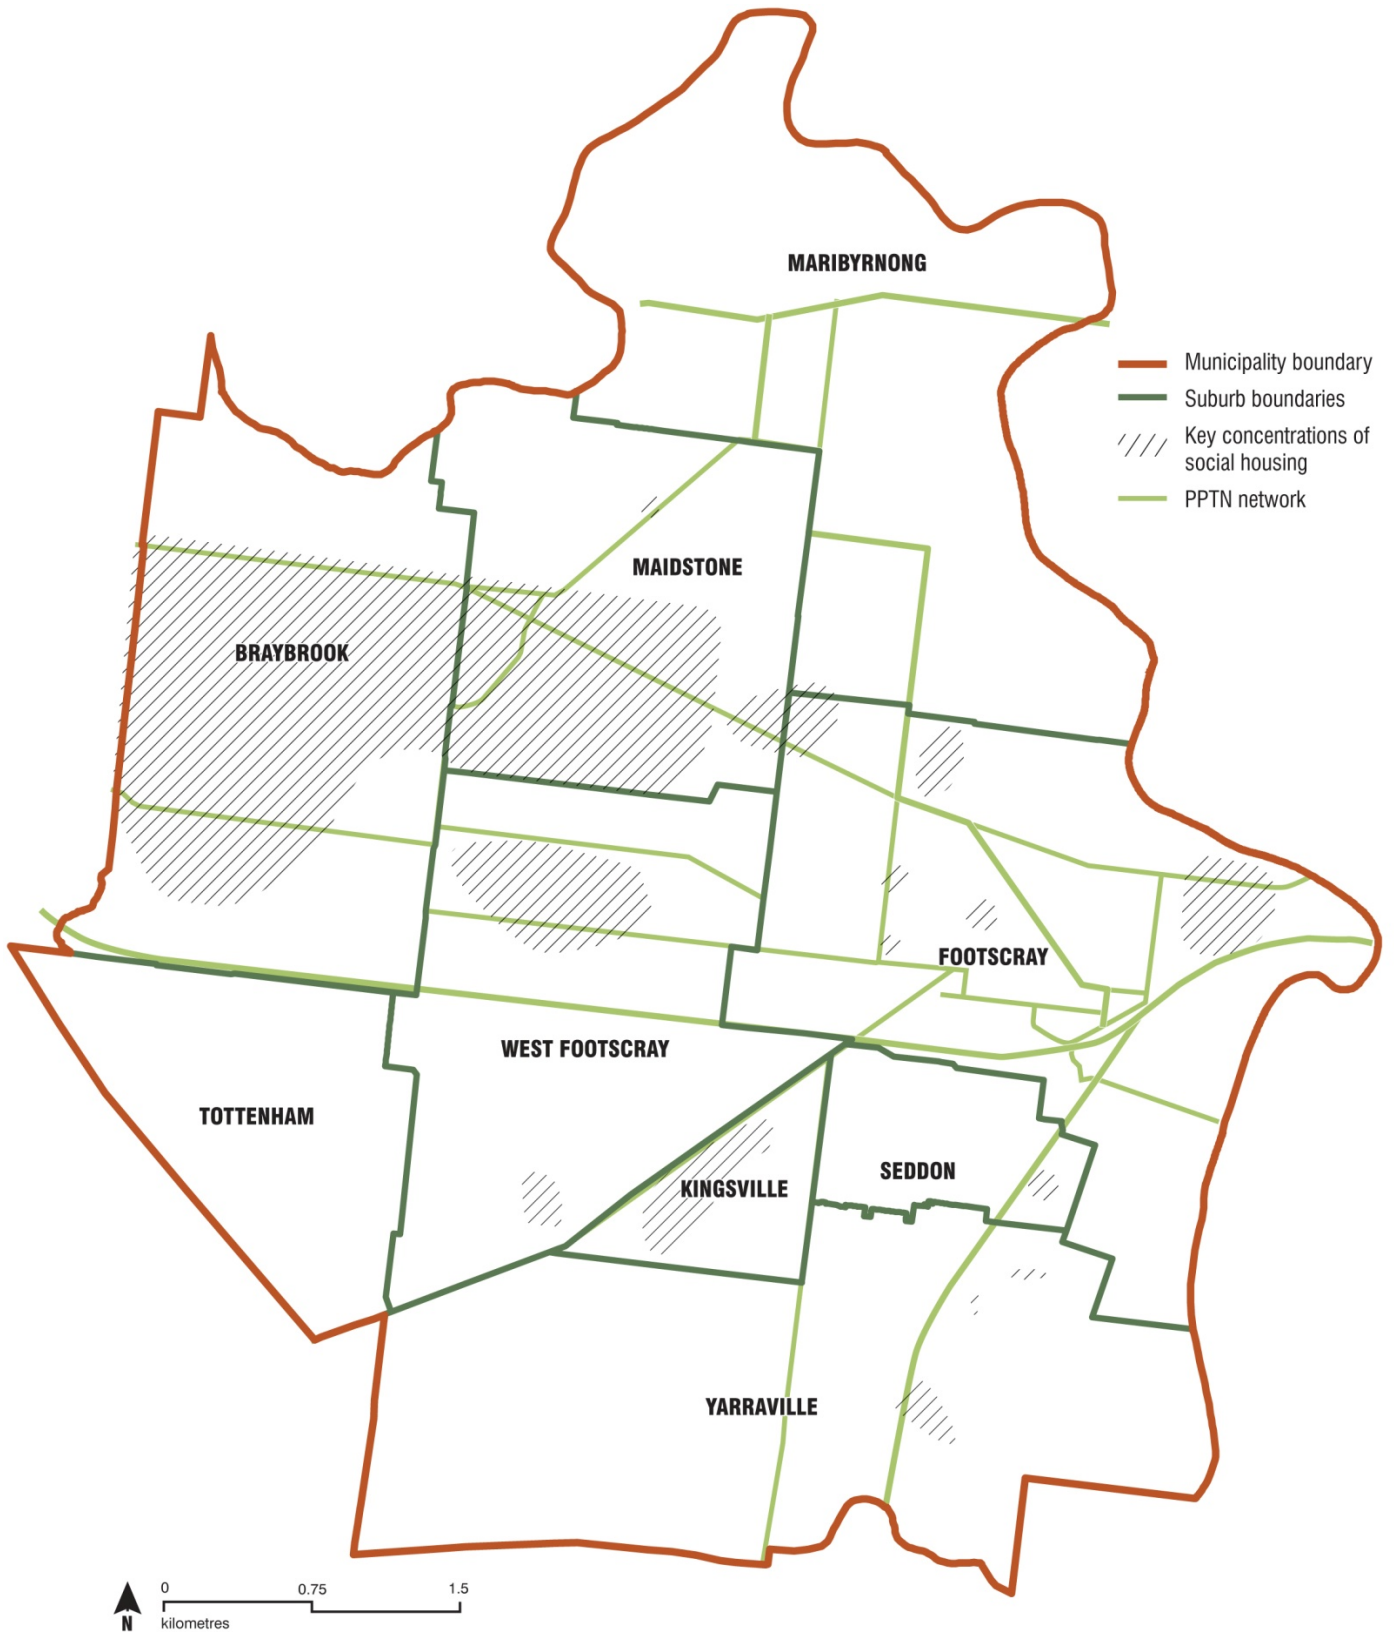 MARIBYRNONG
Municipality boundary
Suburb boundaries
Key concentrations of
social housing
PPTN network
MAIDSTONE
BRAYBROOK
FOOTSCRAY
WEST FOOTSCRAY
TOTTENHAM
SEDDON
KINGSVILLE
YARRAVILLE
0 0.75 1.5
N kilometres